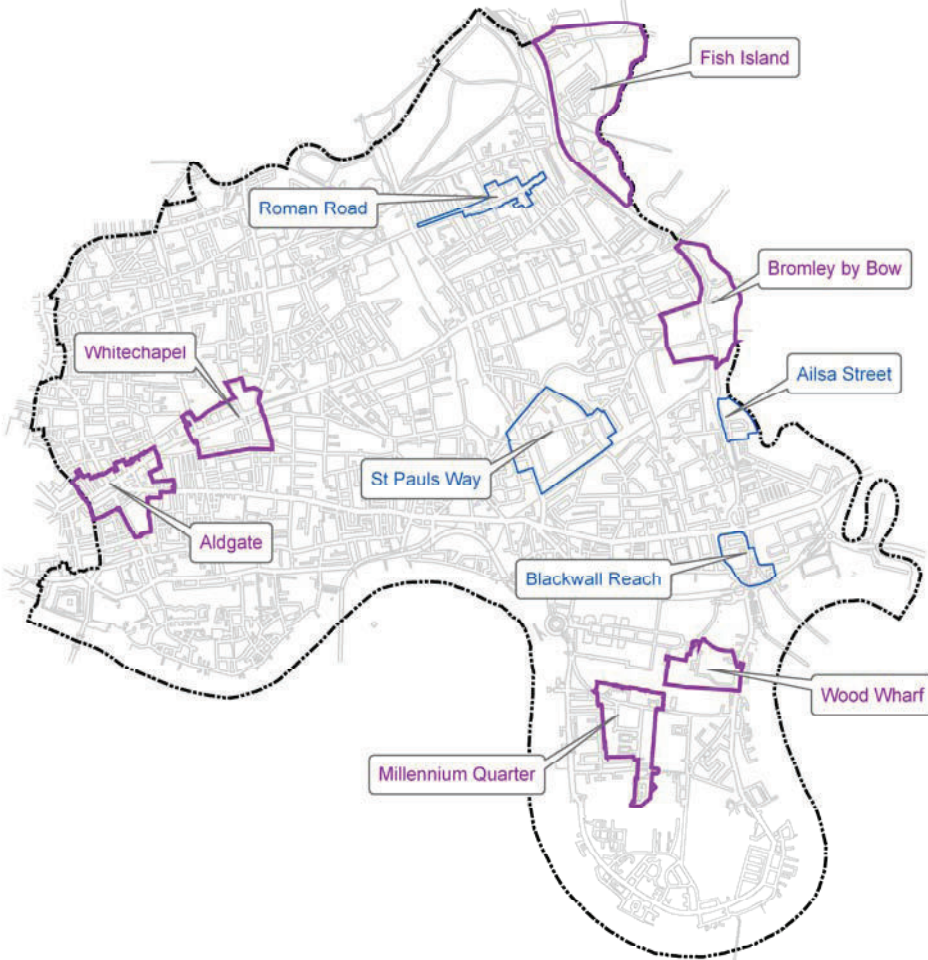 Fish Island
Roman Road
Bromley by Bow
Whitechapel
Ailsa Street
St Pauls Way
Aldgate
Blackwall Reach
Wood Wharf
Millennium Quarter